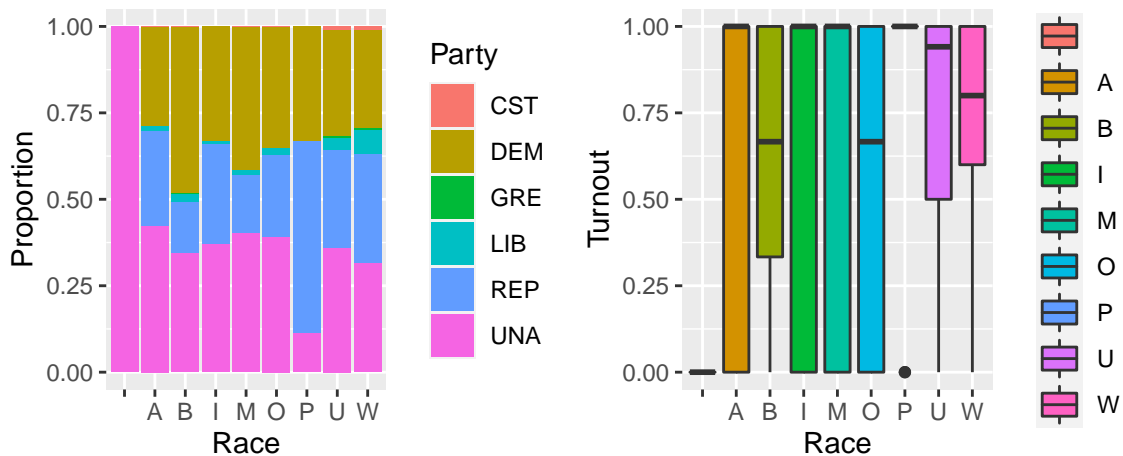 Proportion
1.00
0.75
0.50
0.25
0.00
A B I M O P U W
Race
Party
CST
DEM
GRE
LIB
REP
UNA
Turnout
1.00
0.75
0.50
0.25
0.00
A B I M O P U W
Race
A
B
I
M
O
P
U
W